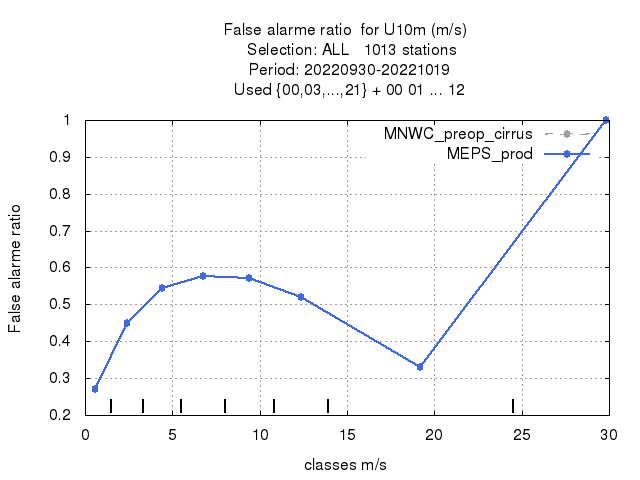 False alarme ratio  for U10m (m/s)
Selection: ALL   1013 stations
Period: 20220930-20221019
Used {00,03,...,21} + 00 01 ... 12
MNWC_preop_cirrus
MEPS_prod
1
0.9
0.8
0.7
0.6
0.5
0.4
0.3
0.2
False alarme ratio
0 5 10 15 20 25 30
classes m/s